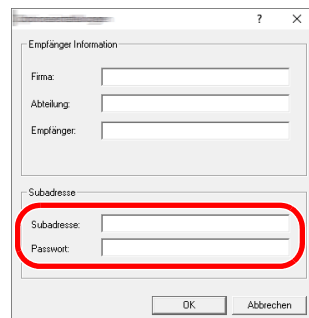 ?
Empfänger Information
Firma:
Abteilung:
Empfänger:
Subadresse
Subadresse:
Passwort:
OK Abbrechen